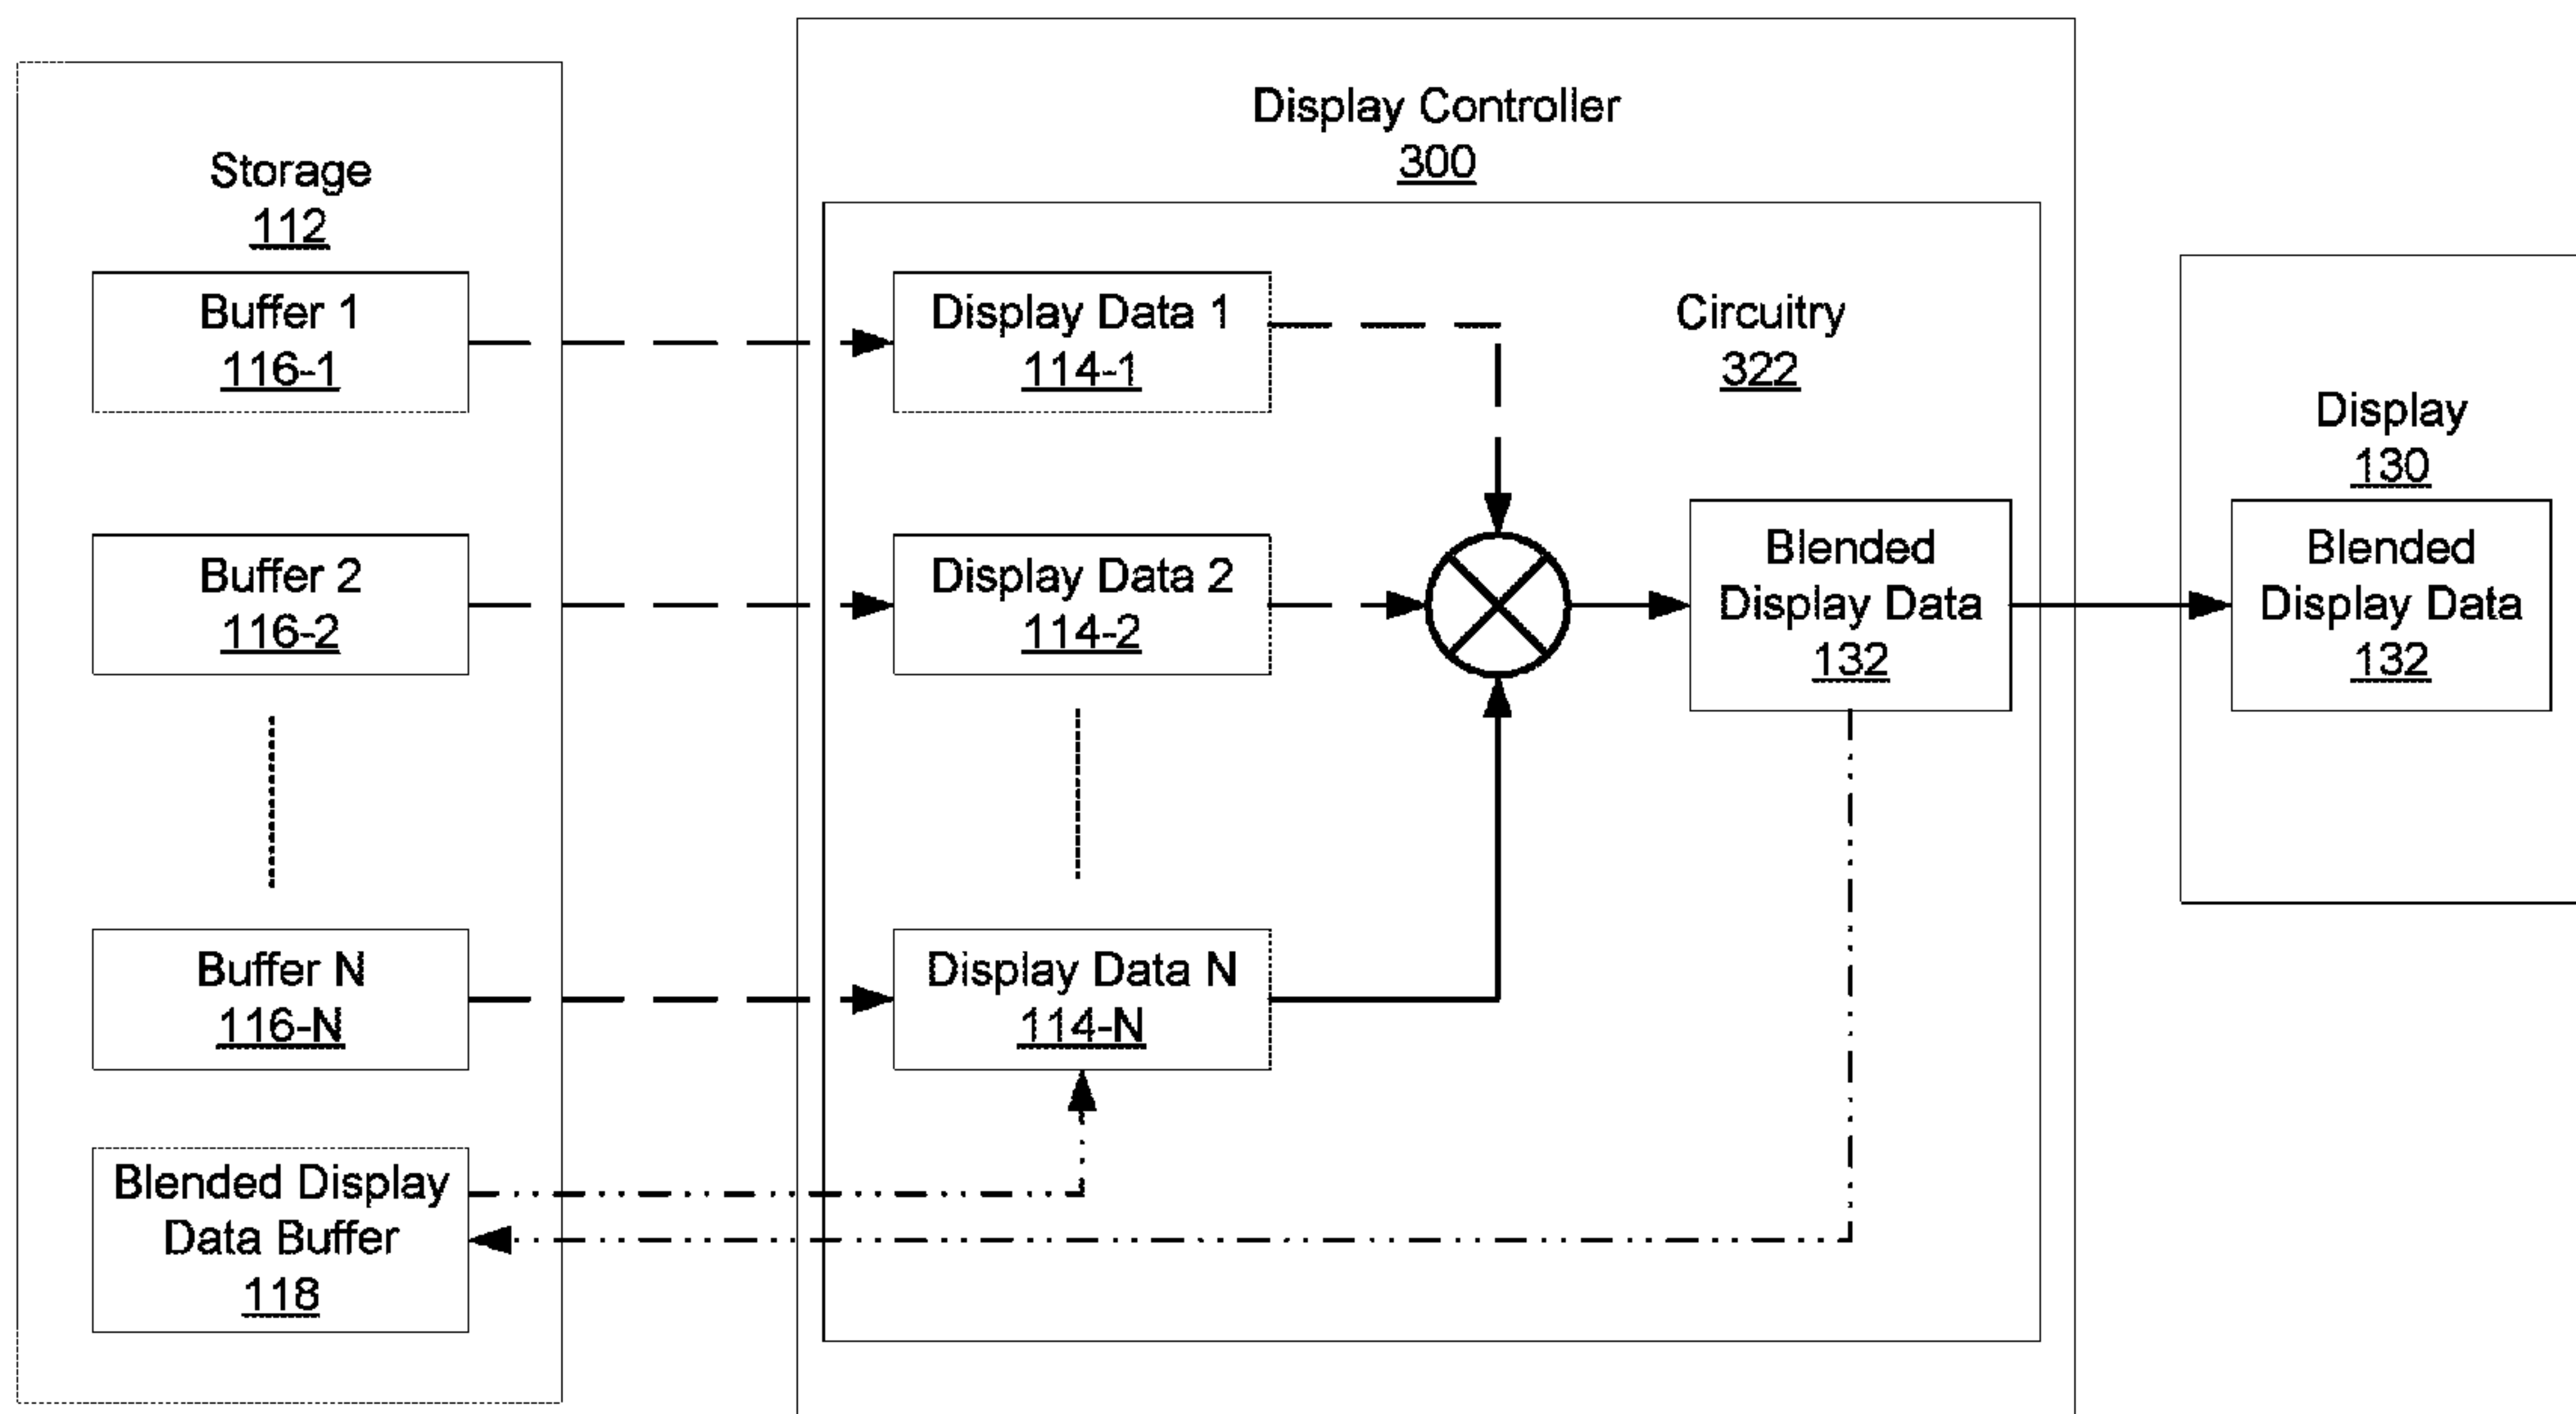 Storage
112
Buffer 1
116-1
Buffer 2
116-2
Buffer N
116-N
Blended Display
Data Buffer
118
Display Controller
300
Circuitry
322
Display Data 1
114-1
Display Data 2
114-2
Display Data N
114-N
Blended
Display Data
132
Display
130
Blended
Display Data
132